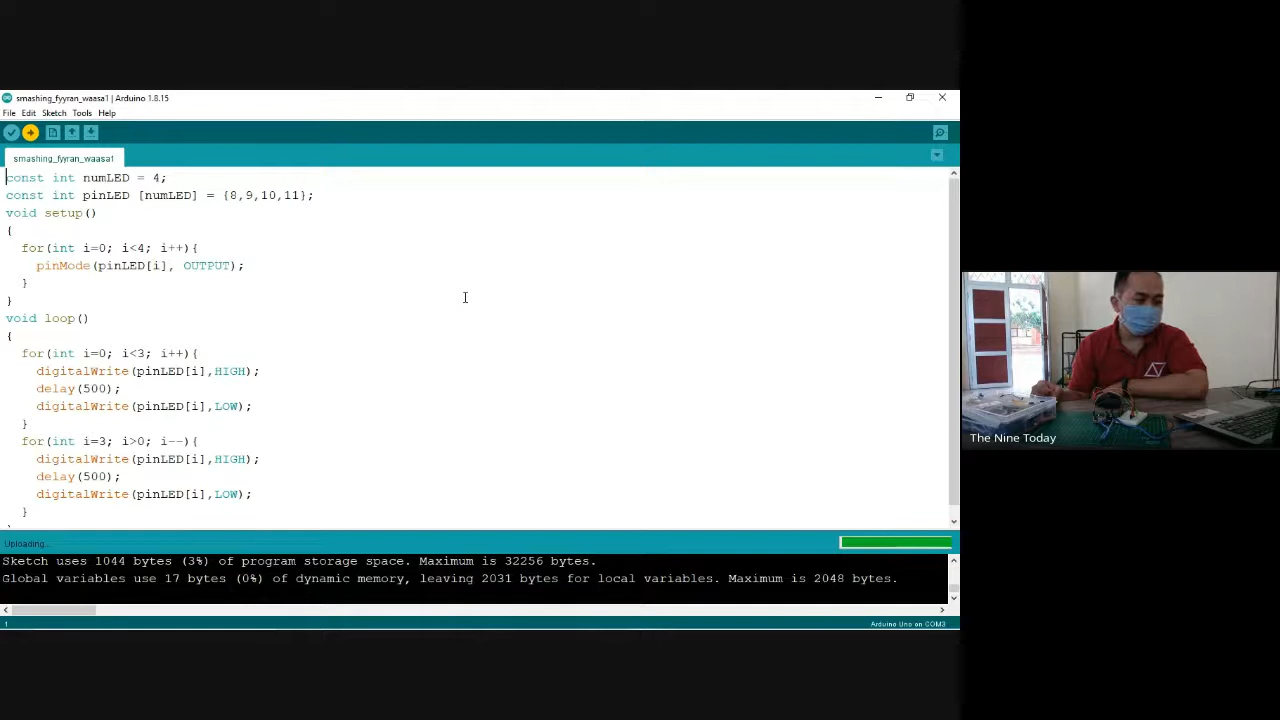 smashing_fyyran_waasa1 | Arduino 1.8.15
File Edit Sketch Tools Help
smashing_fyyran_waasa1
const int numLED = 4;
const int pinLED [numLED] = {8,9,10,11};
void setup()
{
for(int i=0; i<4; i++){
pinMode(pinLED[i], OUTPUT);
}
}
void loop()
{
for(int i=0; i<3; i++){
digitalWrite(pinLED[i],HIGH);
delay(500);
digitalWrite(pinLED[i],LOW);
}
for(int i=3; i>0; i--){
digitalWrite(pinLED[i],HIGH);
delay(500);
digitalWrite(pinLED[i],LOW);
}
Uploading...
Sketch uses 1044 bytes (3%) of program storage space. Maximum is 32256 bytes.
Global variables use 17 bytes (0%) of dynamic memory, leaving 2031 bytes for local variables. Maximum is 2048 bytes.
1
Arduino Uno on COM3
The Nine Today